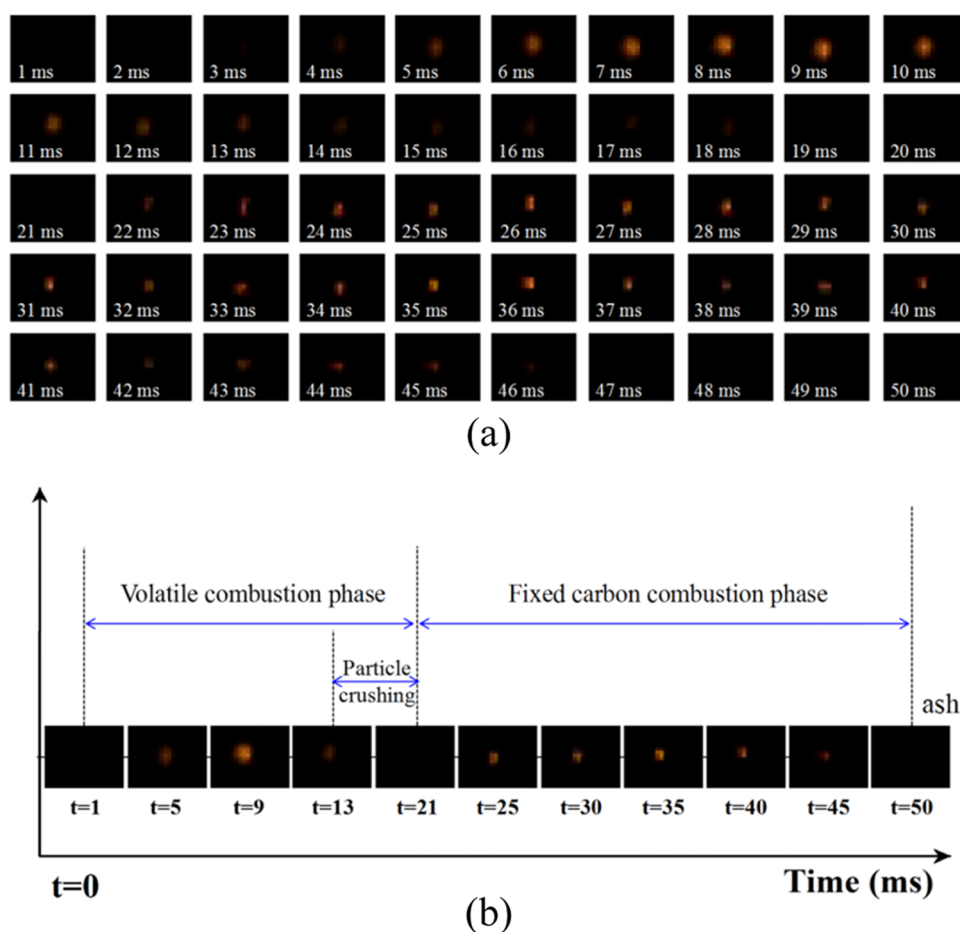 1 ms 2 ms 3 ms 4 ms 5 ms 6 ms 7 ms 8 ms 9 ms 10 ms
11 ms 12 ms 13 ms 14 ms 15 ms 16 ms 17 ms 18 ms 19 ms 20 ms
21 ms 22 ms 23 ms 24 ms 25 ms 26 ms 27 ms 28 ms 29 ms 30 ms
31 ms 32 ms 33 ms 34 ms 35 ms 36 ms 37 ms 38 ms 39 ms 40 ms
41 ms 42 ms 43 ms 44 ms 45 ms 46 ms 47 ms 48 ms 49 ms 50 ms
(a)
Volatile combustion phase Fixed carbon combustion phase
Particle
crushing
ash
t=1 t=5 t=9 t=13 t=21 t=25 t=30 t=35 t=40 t=45 t=50
t=0 Time (ms)
(b)